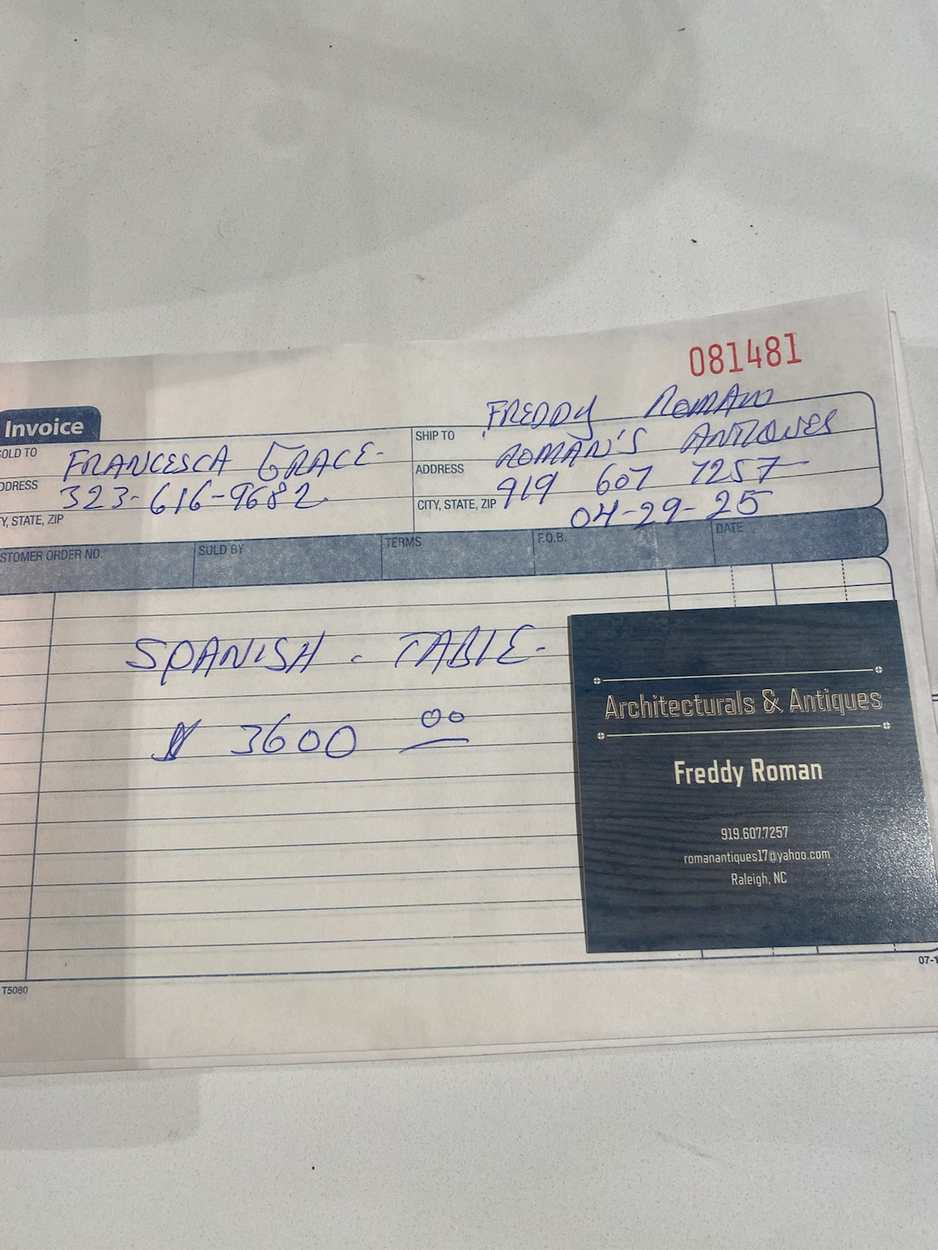 081481
Invoice
SOLD TO FRANCESCA GRACE-
ADDRESS 323-616-9682
Y, STATE, ZIP
SHIP TO FREDDY ROMAN
ROMAN'S ANTIQUES
ADDRESS 919 607 7257
CITY, STATE, ZIP 04-29-25
STOMER ORDER NO. SOLD BY TERMS F.O.B. DATE
SPANISH - TABLE-
$ 3600 00
Architecturals & Antiques
Freddy Roman
919.607.7257
romanantiques17@yahoo.com
Raleigh, NC
T5080
07-1